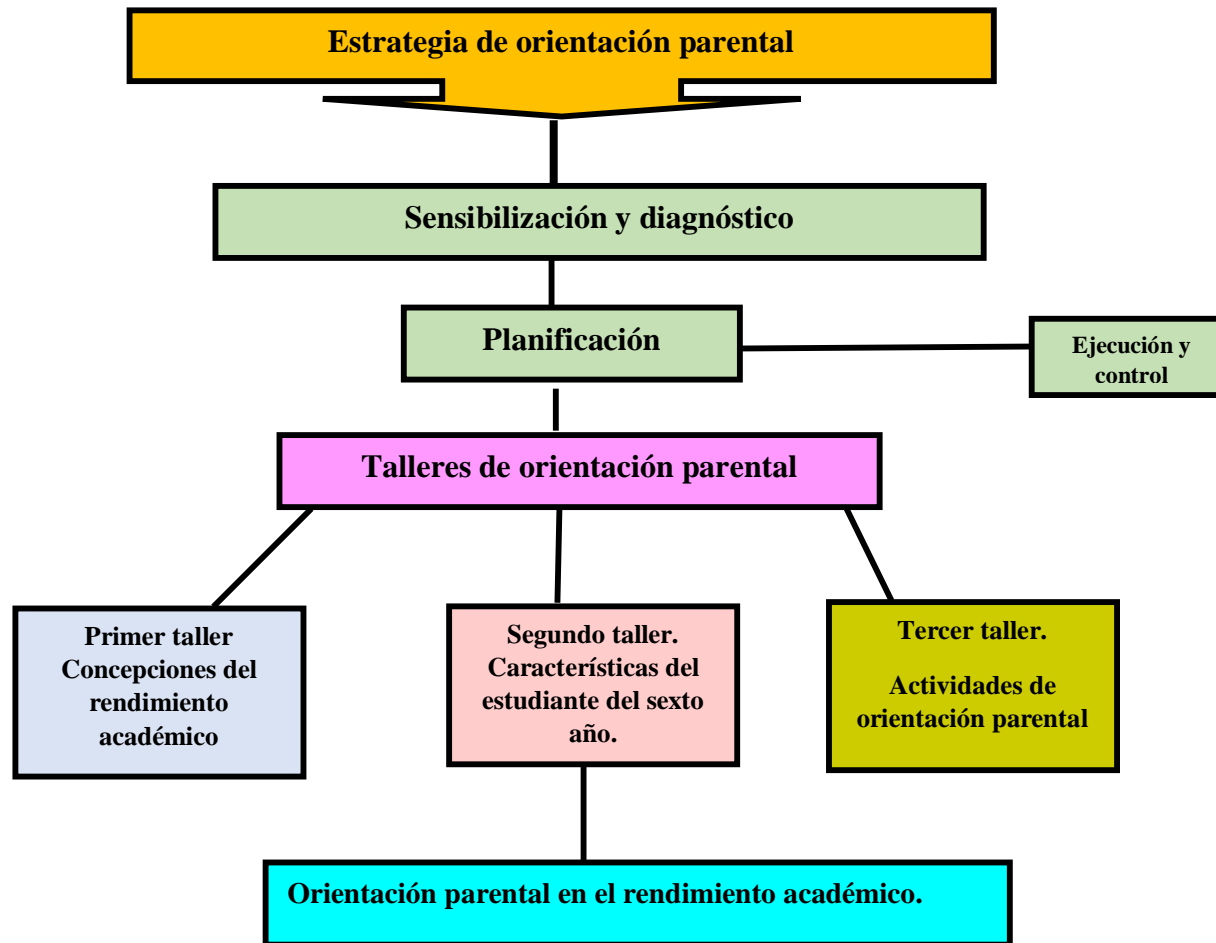 Estrategia de orientación parental
Sensibilización y diagnóstico
Planificación
Ejecución y
control
Talleres de orientación parental
Primer taller
Concepciones del
rendimiento
académico
Segundo taller.
Características del
estudiante del sexto
año.
Tercer taller.
Actividades de
orientación parental
Orientación parental en el rendimiento académico.